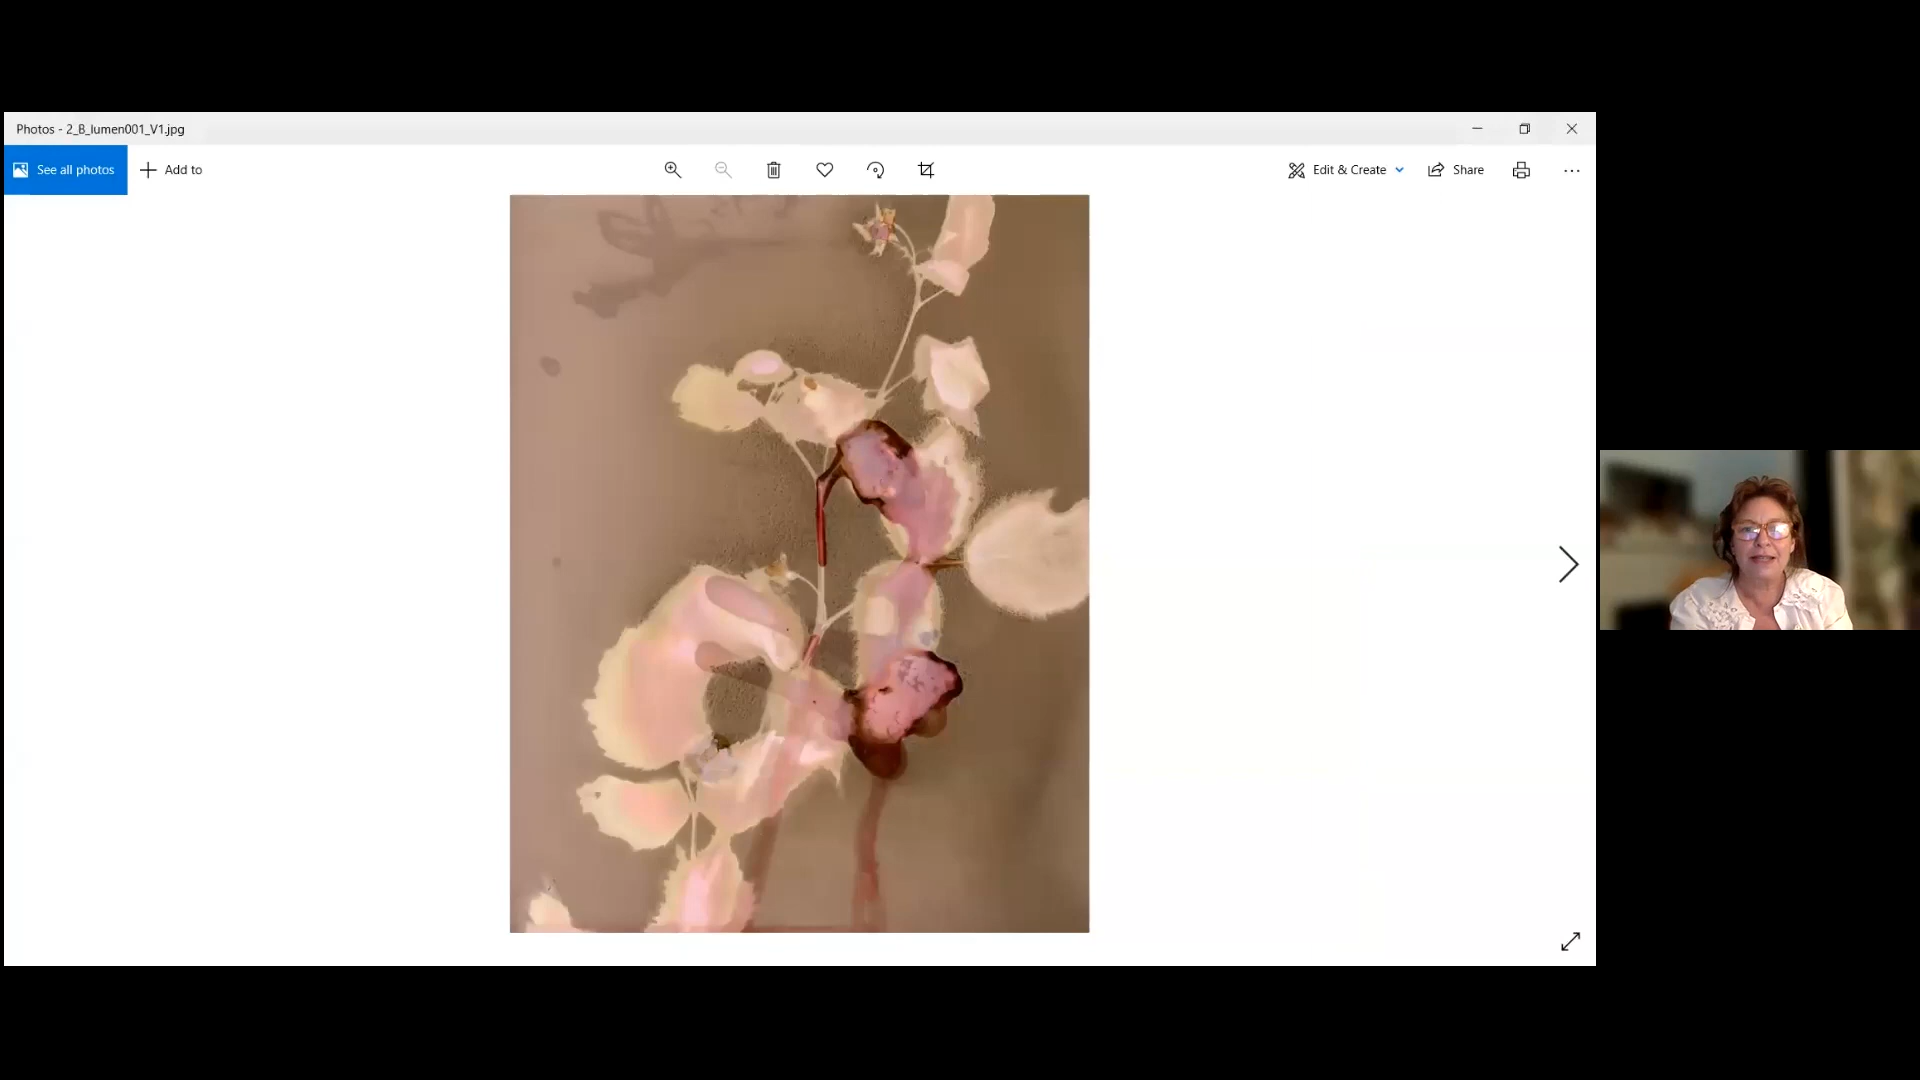 Photos - 2_B_lumen001_V1.jpg
See all photos
Add to
Edit & Create
Share